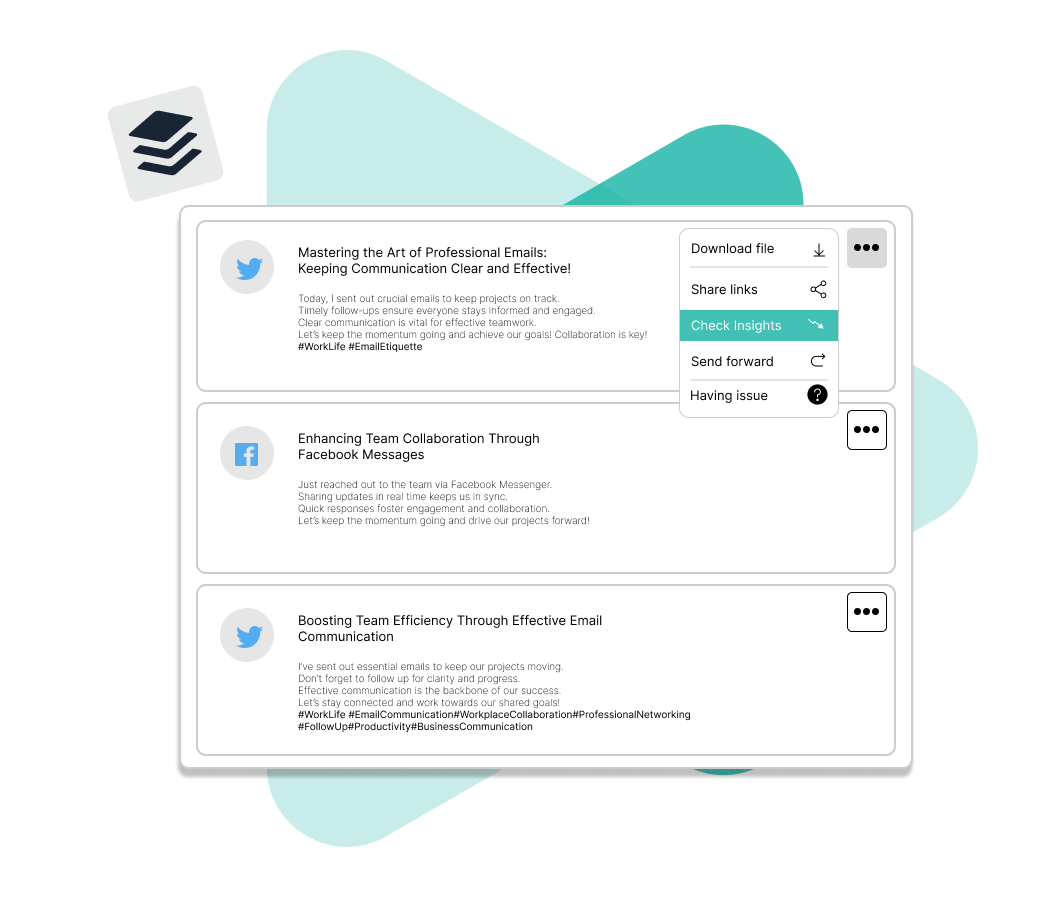 Mastering the Art of Professional Emails:
Keeping Communication Clear and Effective!
Today, I sent out crucial emails to keep projects on track.
Timely follow-ups ensure everyone stays informed and engaged.
Clear communication is vital for effective teamwork.
Let's keep the momentum going and achieve our goals! Collaboration is key!
#WorkLife #EmailEtiquette
Download file
Share links
Check Insights
Send forward
Having issue
Enhancing Team Collaboration Through
Facebook Messages
Just reached out to the team via Facebook Messenger.
Sharing updates in real time keeps us in sync.
Quick responses foster engagement and collaboration.
Let's keep the momentum going and drive our projects forward!
Boosting Team Efficiency Through Effective Email
Communication
I've sent out essential emails to keep our projects moving.
Don't forget to follow up for clarity and progress.
Effective communication is the backbone of our success.
Let's stay connected and work towards our shared goals!
#WorkLife #EmailCommunication#WorkplaceCollaboration#ProfessionalNetworking
#FollowUp#Productivity#BusinessCommunication